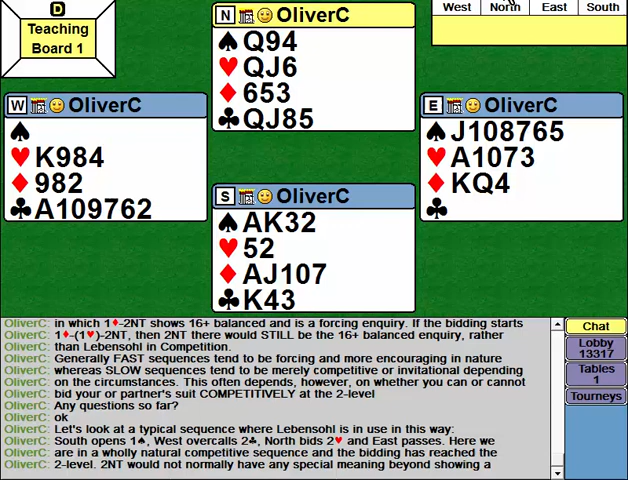 D
Teaching
Board 1
N OliverC
♠ Q94
♥ QJ6
♦ 653
♣ QJ85
West North East South
W OliverC
♠
♥ K984
♦ 982
♣ A109762
E OliverC
♠ J108765
♥ A1073
♦ KQ4
♣
S OliverC
♠ AK32
♥ 52
♦ AJ107
♣ K43
OliverC: in which 1♦-2NT shows 16+ balanced and is a forcing enquiry. If the bidding starts
OliverC: 1♦-(1♥)-2NT, then 2NT there would STILL be the 16+ balanced enquiry, rather
OliverC: than Lebensohl in Competition.
OliverC: Generally FAST sequences tend to be forcing and more encouraging in nature
OliverC: whereas SLOW sequences tend to be merely competitive or invitational depending
OliverC: on the circumstances. This often depends, however, on whether you can or cannot
OliverC: bid your or partner's suit COMPETITIVELY at the 2-level
OliverC: Any questions so far?
OliverC: ok
OliverC: Let's look at a typical sequence where Lebensohl is in use in this way:
OliverC: South opens 1♠, West overcalls 2♣, North bids 2♥ and East passes. Here we
OliverC: are in a wholly natural competitive sequence and the bidding has reached the
OliverC: 2-level. 2NT would not normally have any special meaning beyond showing a
Chat
Lobby
13317
Tables
1
Tourneys